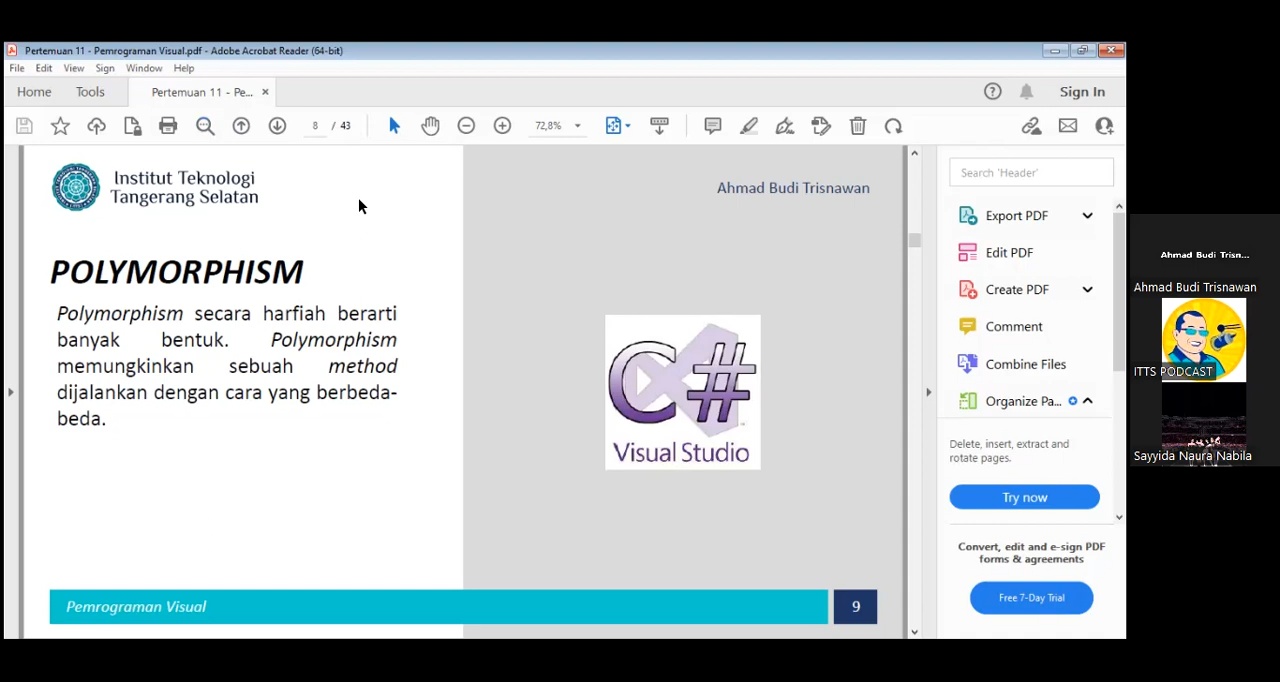 Pertemuan 11 - Pemrograman Visual.pdf - Adobe Acrobat Reader (64-bit)
File Edit View Sign Window Help
Home Tools Pertemuan 11 - Pe... × Sign In
8 / 43 72,8%
Institut Teknologi
Tangerang Selatan
Ahmad Budi Trisnawan
POLYMORPHISM
Polymorphism secara harfiah berarti
banyak bentuk. Polymorphism
memungkinkan sebuah method
dijalankan dengan cara yang berbeda-
beda.
C#
Visual Studio
Pemrograman Visual 9
Search 'Header'
Export PDF
Edit PDF
Create PDF
Comment
Combine Files
Organize Pa...
Delete, insert, extract and
rotate pages.
Try now
Convert, edit and e-sign PDF
forms & agreements
Free 7-Day Trial
Ahmad Budi Trisn...
Ahmad Budi Trisnawan
ITTS PODCAST
Sayyida Naura Nabila